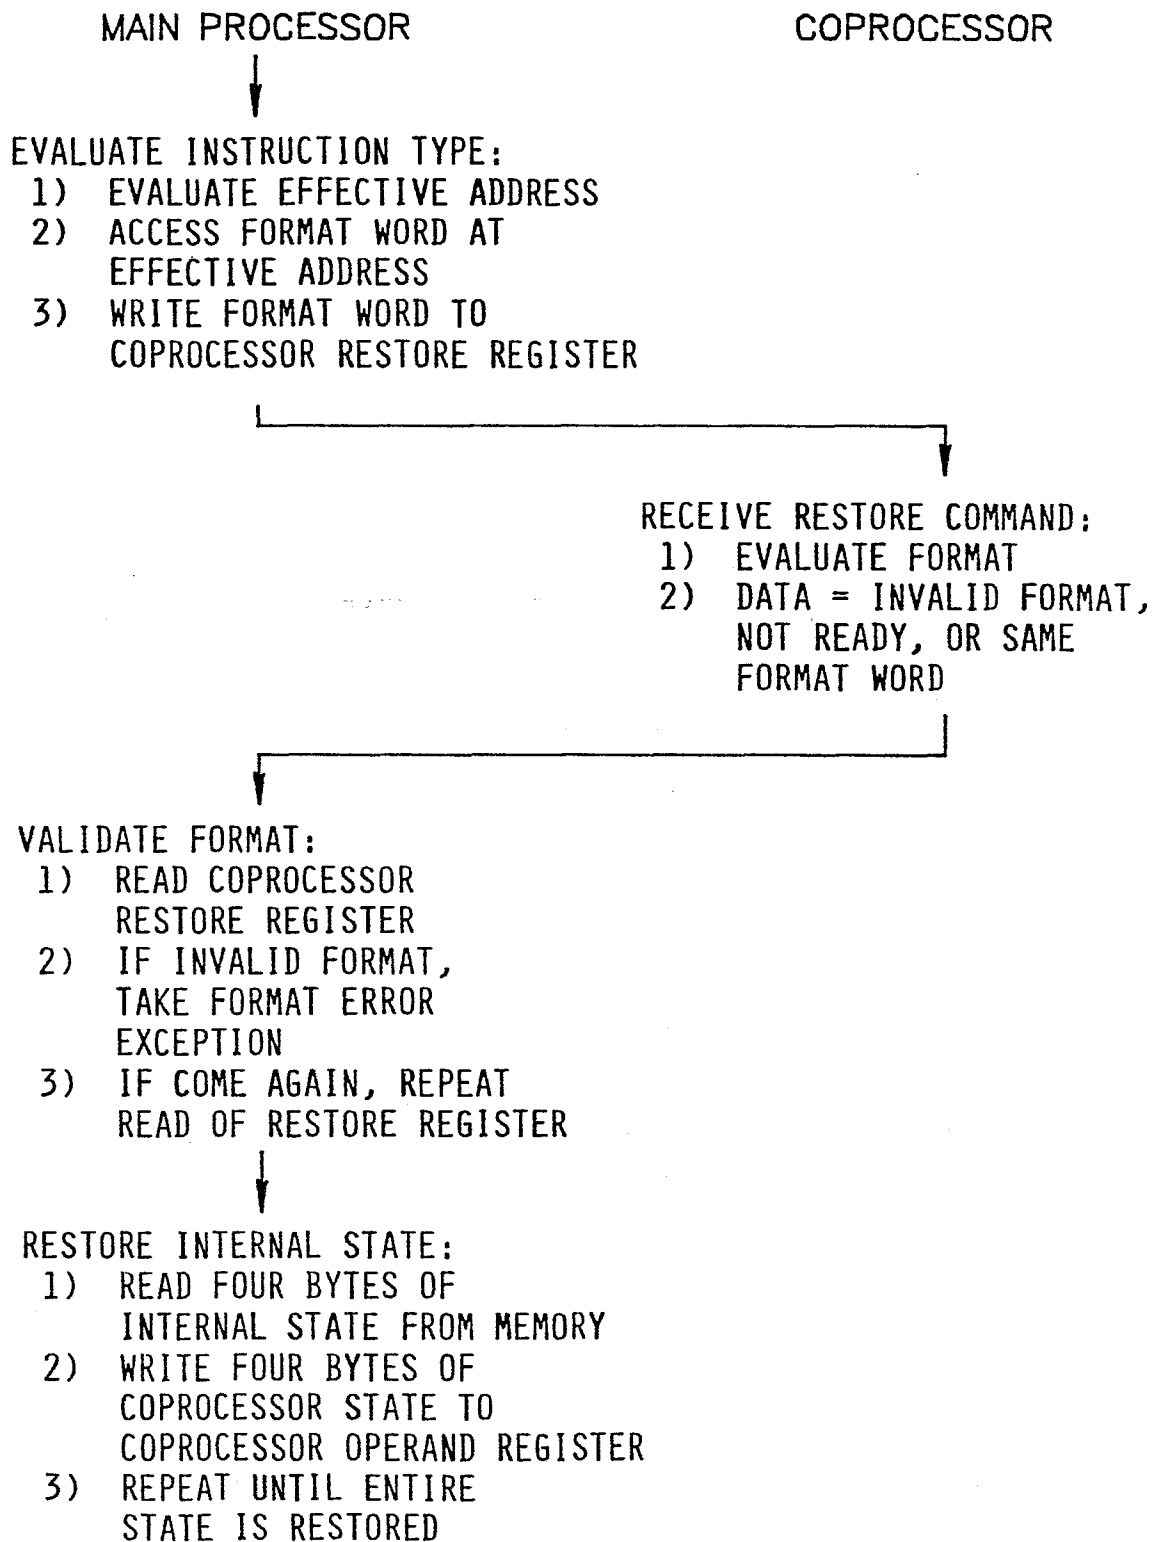 MAIN PROCESSOR
COPROCESSOR
EVALUATE INSTRUCTION TYPE:
1) EVALUATE EFFECTIVE ADDRESS
2) ACCESS FORMAT WORD AT
EFFECTIVE ADDRESS
3) WRITE FORMAT WORD TO
COPROCESSOR RESTORE REGISTER
RECEIVE RESTORE COMMAND:
1) EVALUATE FORMAT
2) DATA = INVALID FORMAT,
NOT READY, OR SAME
FORMAT WORD
VALIDATE FORMAT:
1) READ COPROCESSOR
RESTORE REGISTER
2) IF INVALID FORMAT,
TAKE FORMAT ERROR
EXCEPTION
3) IF COME AGAIN, REPEAT
READ OF RESTORE REGISTER
RESTORE INTERNAL STATE:
1) READ FOUR BYTES OF
INTERNAL STATE FROM MEMORY
2) WRITE FOUR BYTES OF
COPROCESSOR STATE TO
COPROCESSOR OPERAND REGISTER
3) REPEAT UNTIL ENTIRE
STATE IS RESTORED